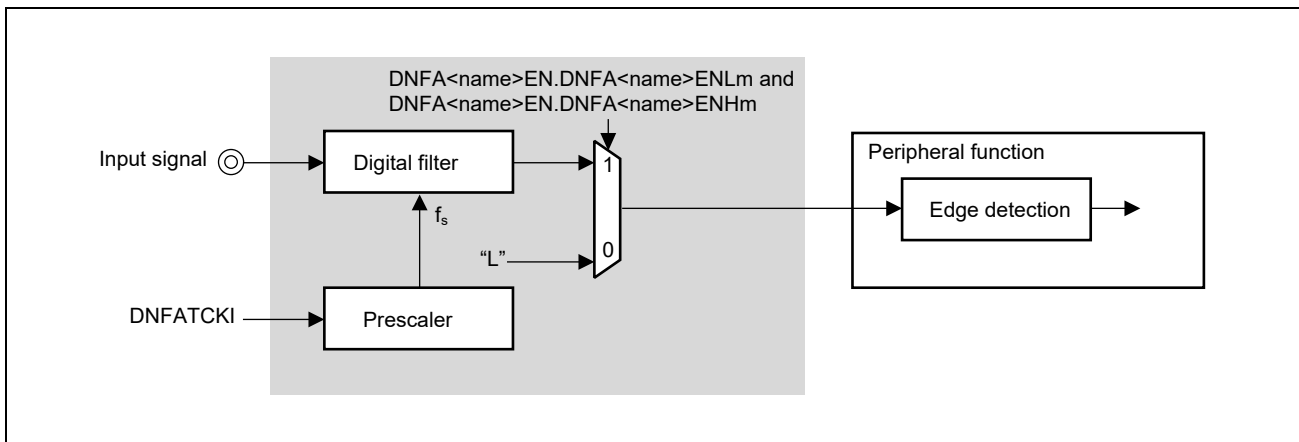 DNFA<name>EN.DNFA<name>ENLm and
DNFA<name>EN.DNFA<name>ENHm
Input signal
Digital filter
1
Peripheral function
Edge detection
fs
0
“L”
DNFATCKI
Prescaler